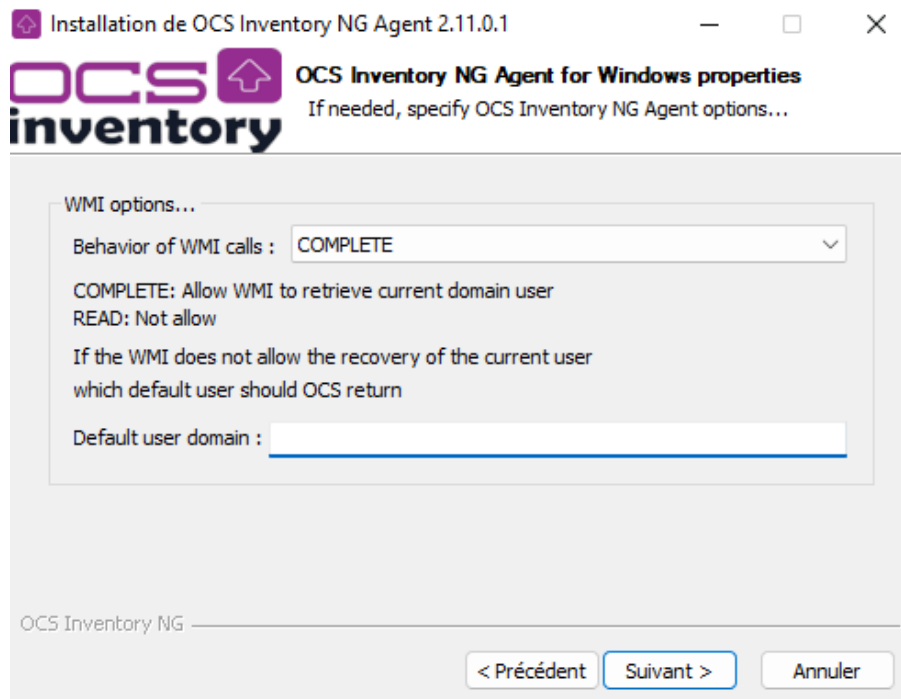 Installation de OCS Inventory NG Agent 2.11.0.1
OCS
inventory
OCS Inventory NG Agent for Windows properties
If needed, specify OCS Inventory NG Agent options...
WMI options...
Behavior of WMI calls : COMPLETE
COMPLETE: Allow WMI to retrieve current domain user
READ: Not allow
If the WMI does not allow the recovery of the current user
which default user should OCS return
Default user domain :
OCS Inventory NG
< Précédent Suivant > Annuler